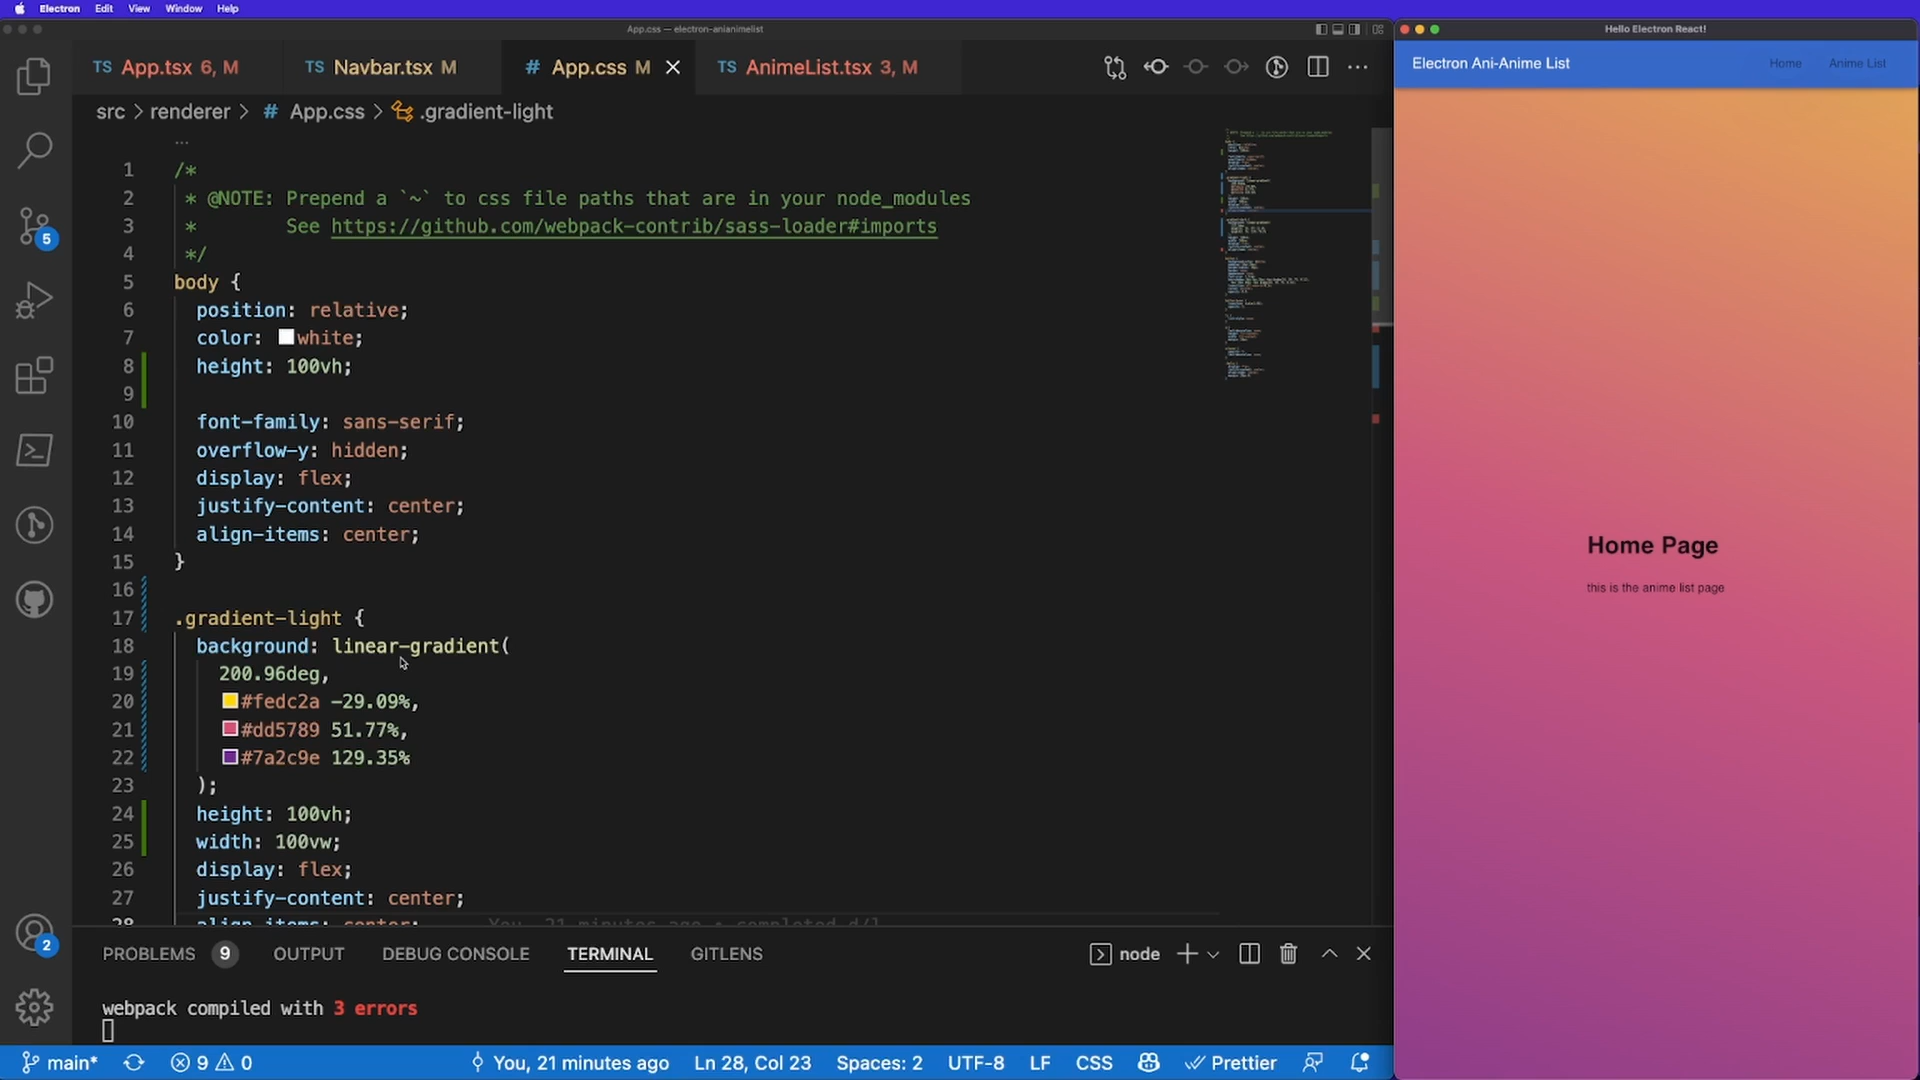 Electron Edit View Window Help
App.css — electron-anianimelist
TS App.tsx 6, M
TS Navbar.tsx M
# App.css M
TS AnimeList.tsx 3, M
src > renderer > # App.css > .gradient-light
...
1 /*
2 * @NOTE: Prepend a `~` to css file paths that are in your node_modules
3 * See https://github.com/webpack-contrib/sass-loader#imports
4 */
5 body {
6 position: relative;
7 color: white;
8 height: 100vh;
9
10 font-family: sans-serif;
11 overflow-y: hidden;
12 display: flex;
13 justify-content: center;
14 align-items: center;
15 }
16
17 .gradient-light {
18 background: linear-gradient(
19 200.96deg,
20 #fedc2a -29.09%,
21 #dd5789 51.77%,
22 #7a2c9e 129.35%
23 );
24 height: 100vh;
25 width: 100vw;
26 display: flex;
27 justify-content: center;
28 align-items: center; You, 21 minutes ago • completed d/l
5
2
PROBLEMS 9 OUTPUT DEBUG CONSOLE TERMINAL GITLENS
node
webpack compiled with 3 errors
main* 9 0 You, 21 minutes ago Ln 28, Col 23 Spaces: 2 UTF-8 LF CSS Prettier
Hello Electron React!
Electron Ani-Anime List Home Anime List
Home Page
this is the anime list page